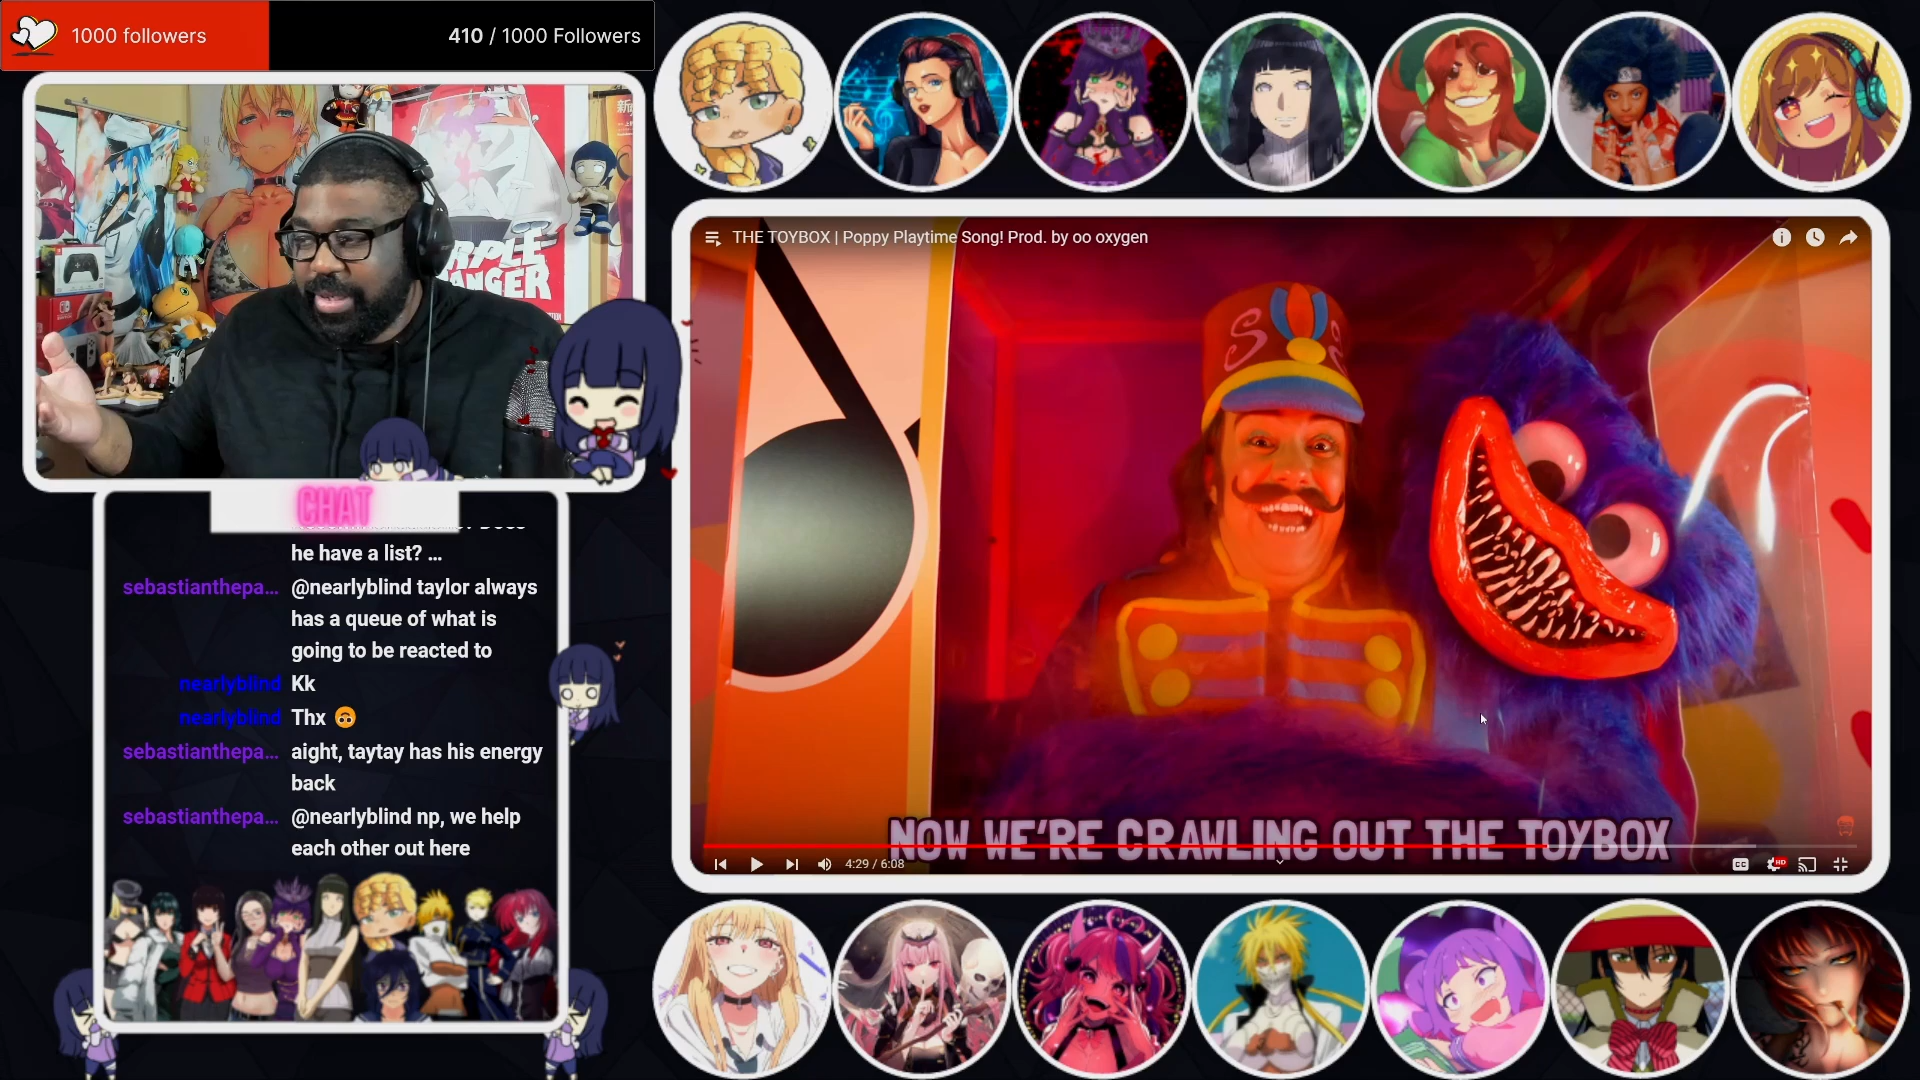 1000 followers
410 / 1000 Followers
THE TOYBOX | Poppy Playtime Song! Prod. by oo oxygen
CHAT
he have a list? ...
sebastianthepa... @nearlyblind taylor always
has a queue of what is
going to be reacted to
nearlyblind Kk
nearlyblind Thx 🙃
sebastianthepa... aight, taytay has his energy
back
sebastianthepa... @nearlyblind np, we help
each other out here
NOW WE'RE CRAWLING OUT THE TOYBOX
4:29 / 6:08
CC
HD